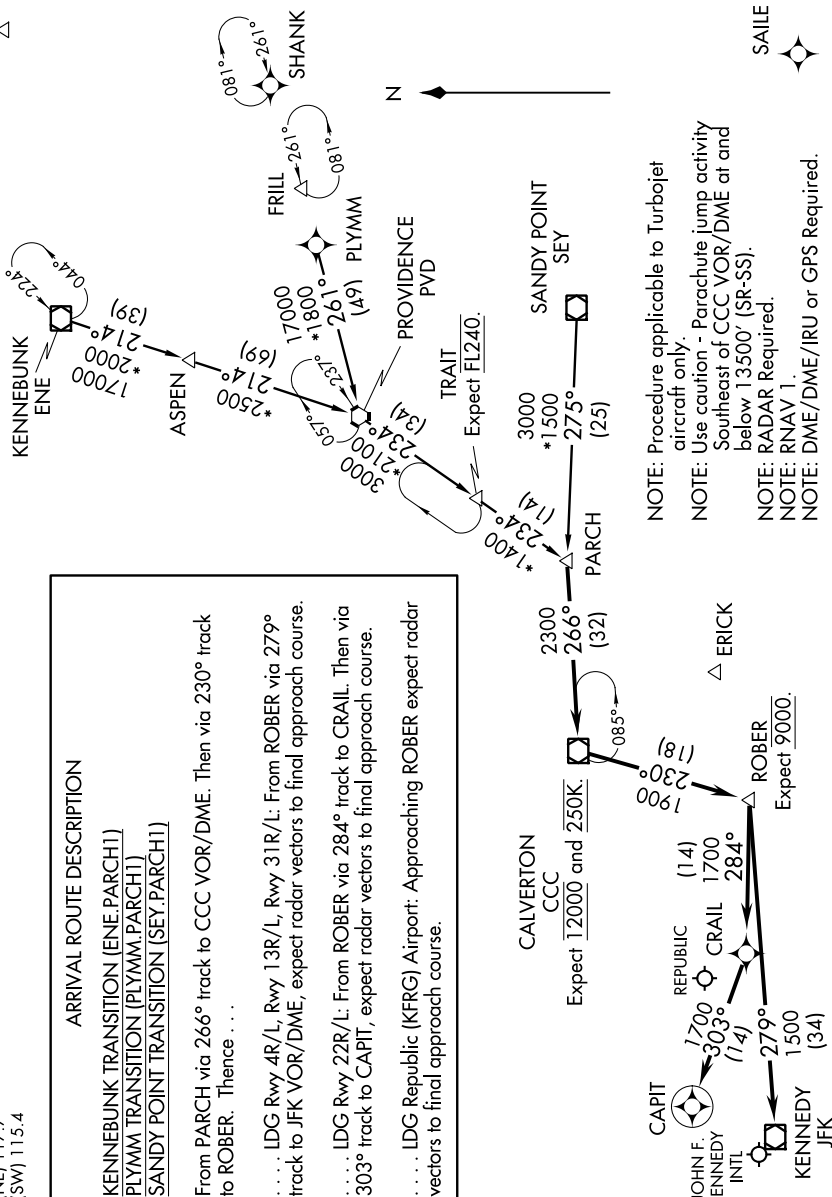 (NE) 117.7
(SW) 115.4
ARRIVAL ROUTE DESCRIPTION
KENNEBUNK TRANSITION (ENE.PARCH1)
PLYMM TRANSITION (PLYMM.PARCH1)
SANDY POINT TRANSITION (SEY.PARCH1)
From PARCH via 266° track to CCC VOR/DME. Then via 230° track
to ROBER. Thence . . .
. . . . LDG Rwy 4R/L, Rwy 13R/L, Rwy 31R/L: From ROBER via 279°
track to JFK VOR/DME, expect radar vectors to final approach course.
. . . . LDG Rwy 22R/L: From ROBER via 284° track to CRAIL. Then via
303° track to CAPIT, expect radar vectors to final approach course.
. . . . LDG Republic (KFRG) Airport: Approaching ROBER expect radar
vectors to final approach course.
KENNEBUNK
ENE
224°
044°
17000
*2000
214°
(39)
ASPEN
*2500
214°
(69)
SHANK
081°
261°
FRILL
261°
081°
PLYMM
17000
*1800
261°
(49)
PROVIDENCE
PVD
057°
237°
3000
*2100
234°
(34)
TRAIT
Expect FL240.
*1400
234°
(14)
N
SANDY POINT
SEY
3000
*1500
275°
(25)
PARCH
2300
266°
(32)
CALVERTON
CCC
Expect 12000 and 250K.
085°
1900
230°
(18)
ERICK
ROBER
Expect 9000.
(14)
1700
284°
REPUBLIC
CRAIL
1700
303°
(14)
CAPIT
279°
1500
(34)
JOHN F.
KENNEDY
INTL
KENNEDY
JFK
SAILE
NOTE: Procedure applicable to Turbojet
aircraft only.
NOTE: Use caution - Parachute jump activity
Southeast of CCC VOR/DME at and
below 13500' (SR-SS).
NOTE: RADAR Required.
NOTE: RNAV 1.
NOTE: DME/DME/IRU or GPS Required.